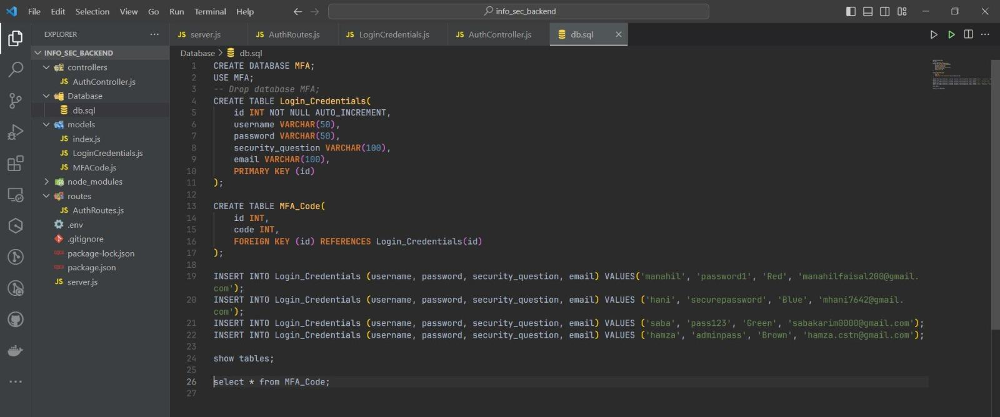 File Edit Selection View Go Run Terminal Help
info_sec_backend
EXPLORER
INFO_SEC_BACKEND
controllers
JS AuthController.js
Database
db.sql
models
JS index.js
JS LoginCredentials.js
JS MFACode.js
node_modules
routes
JS AuthRoutes.js
.env
.gitignore
package-lock.json
package.json
JS server.js
JS server.js JS AuthRoutes.js JS LoginCredentials.js JS AuthController.js db.sql
Database > db.sql
1 CREATE DATABASE MFA;
2 USE MFA;
3 -- Drop database MFA;
4 CREATE TABLE Login_Credentials(
5 id INT NOT NULL AUTO_INCREMENT,
6 username VARCHAR(50),
7 password VARCHAR(50),
8 security_question VARCHAR(100),
9 email VARCHAR(100),
10 PRIMARY KEY (id)
11 );
12
13 CREATE TABLE MFA_Code(
14 id INT,
15 code INT,
16 FOREIGN KEY (id) REFERENCES Login_Credentials(id)
17 );
18
19 INSERT INTO Login_Credentials (username, password, security_question, email) VALUES('manahil', 'password1', 'Red', 'manahilfaisal200@gmail.
com');
20 INSERT INTO Login_Credentials (username, password, security_question, email) VALUES ('hani', 'securepassword', 'Blue', 'mhani7642@gmail.
com');
21 INSERT INTO Login_Credentials (username, password, security_question, email) VALUES ('saba', 'pass123', 'Green', 'sabakarim0000@gmail.com');
22 INSERT INTO Login_Credentials (username, password, security_question, email) VALUES ('hamza', 'adminpass', 'Brown', 'hamza.cstn@gmail.com');
23
24 show tables;
25
26 select * from MFA_Code;
27